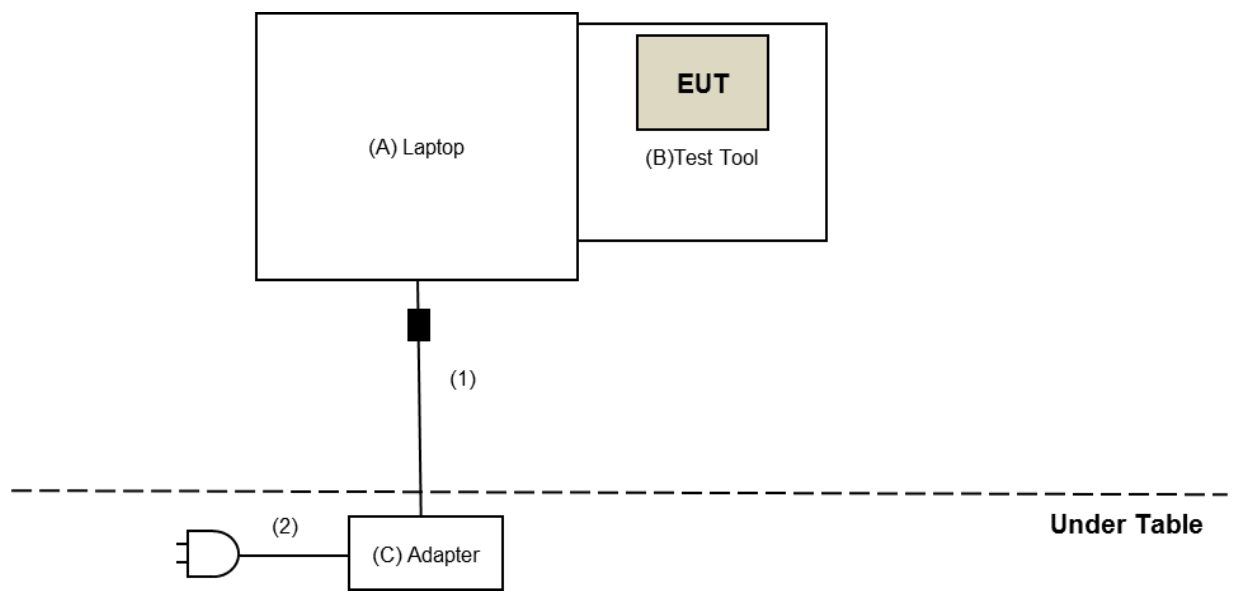 EUT
(A) Laptop
(B)Test Tool
(1)
(2)
Under Table
(C) Adapter